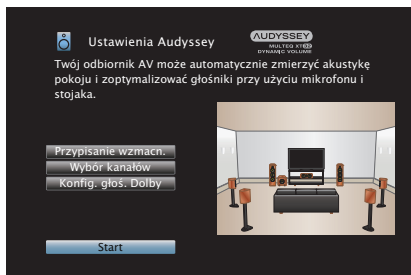 Ustawienia Audyssey
AUDYSSEY
MULTEQ XT32
DYNAMIC VOLUME
Twój odbiornik AV może automatycznie zmierzyć akustykę
pokoju i zoptymalizować głośniki przy użyciu mikrofonu i
stojaka.
Przypisanie wzmacn.
Wybór kanałów
Konfig. głoś. Dolby
Start